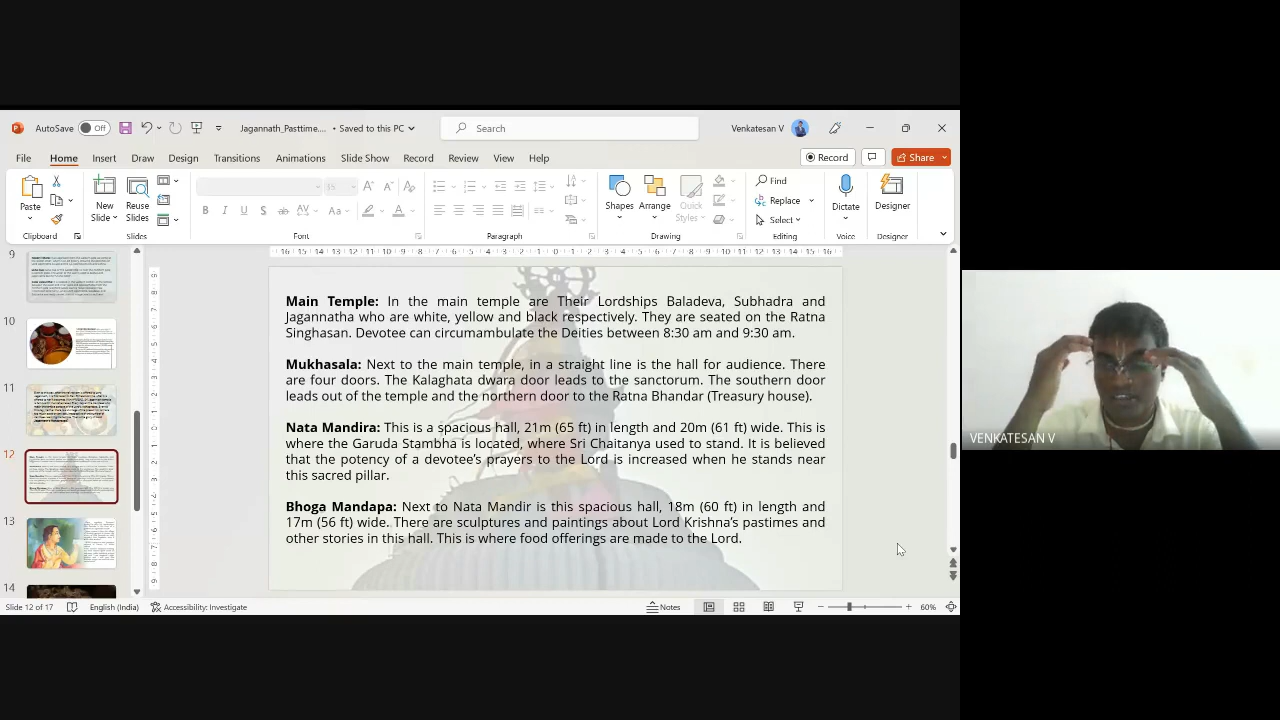 AutoSave Off Jagannath_Pasttime.... • Saved to this PC Search Venkatesan V
File Home Insert Draw Design Transitions Animations Slide Show Record Review View Help Record Share
Paste New Slide Reuse Slides 15 Shapes Arrange Quick Styles Find Replace Select Dictate Designer
Clipboard Slides Font Paragraph Drawing Editing Voice Designer
9
10
11
12
13
14
Main Temple: In the main temple are Their Lordships Baladeva, Subhadra and
Jagannatha who are white, yellow and black respectively. They are seated on the Ratna
Singhasan. Devotee can circumambulate the Deities between 8:30 am and 9:30 pm.
Mukhasala: Next to the main temple, in a straight line is the hall for audience. There
are four doors. The Kalaghata dwara door leads to the sanctorum. The southern door
leads out of the temple and the northern door to the Ratna Bhandar (Treasury house).
Nata Mandira: This is a spacious hall, 21m (65 ft) in length and 20m (61 ft) wide. This is
where the Garuda Stambha is located, where Sri Chaitanya used to stand. It is believed
that the efficacy of a devotee's prayers to the Lord is increased when offered near
this sacred pillar.
Bhoga Mandapa: Next to Nata Mandir is this spacious hall, 18m (60 ft) in length and
17m (56 ft) wide. There are sculptures and paintings about Lord Krishna's pastimes and
other stories in this hall. This is where food offerings are made to the Lord.
VENKATESAN V
Slide 12 of 17 English (India) Accessibility: Investigate Notes 60%